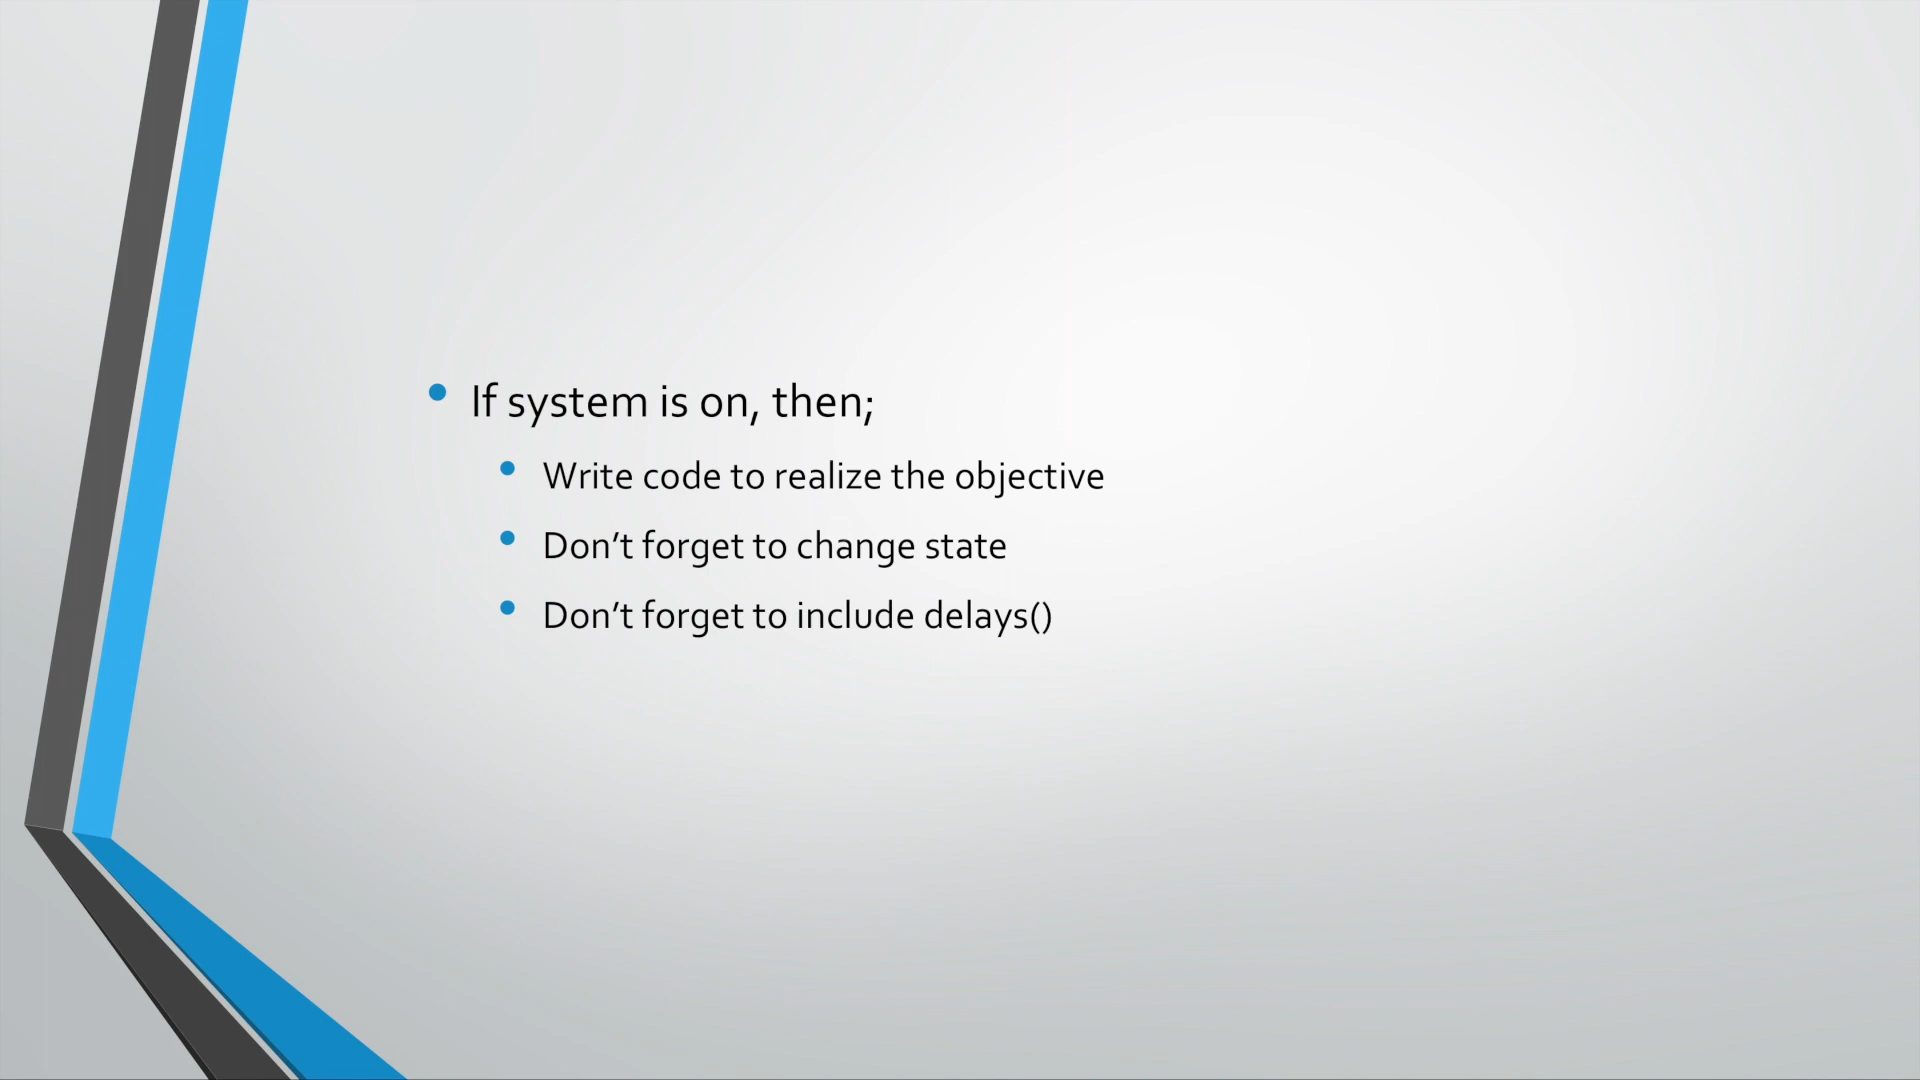 If system is on, then;
Write code to realize the objective
Don’t forget to change state
Don’t forget to include delays()